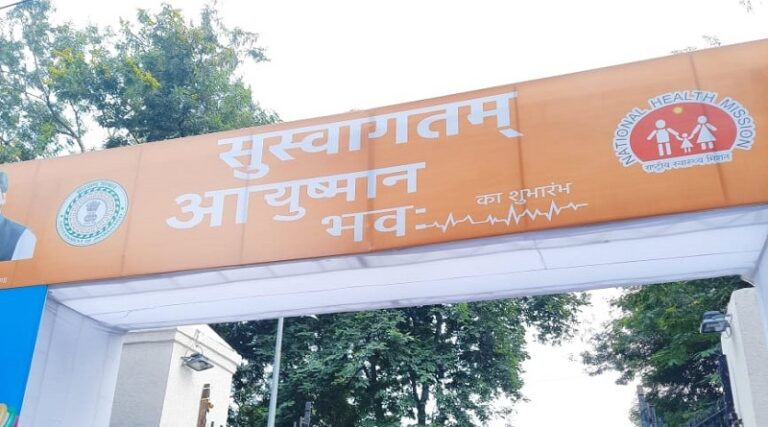 सुस्वागतम्
आयुष्मान
भवः
का शुभारंभ
NATIONAL HEALTH MISSION
राष्ट्रीय स्वास्थ्य मिशन